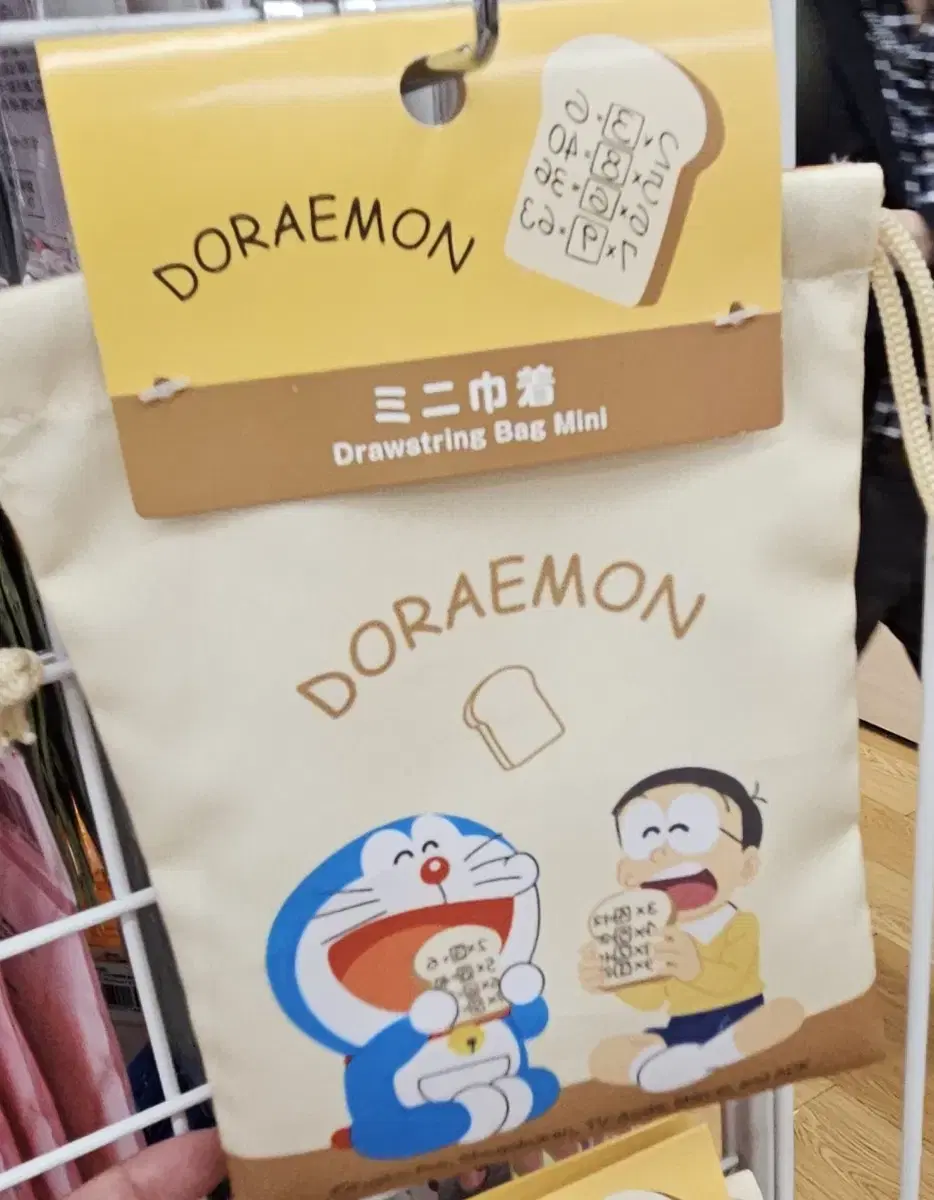 DORAEMON
2×3=6
5×8=40
6×6=36
7×9=63
ミニ巾着
Drawstring Bag Mini
DORAEMON